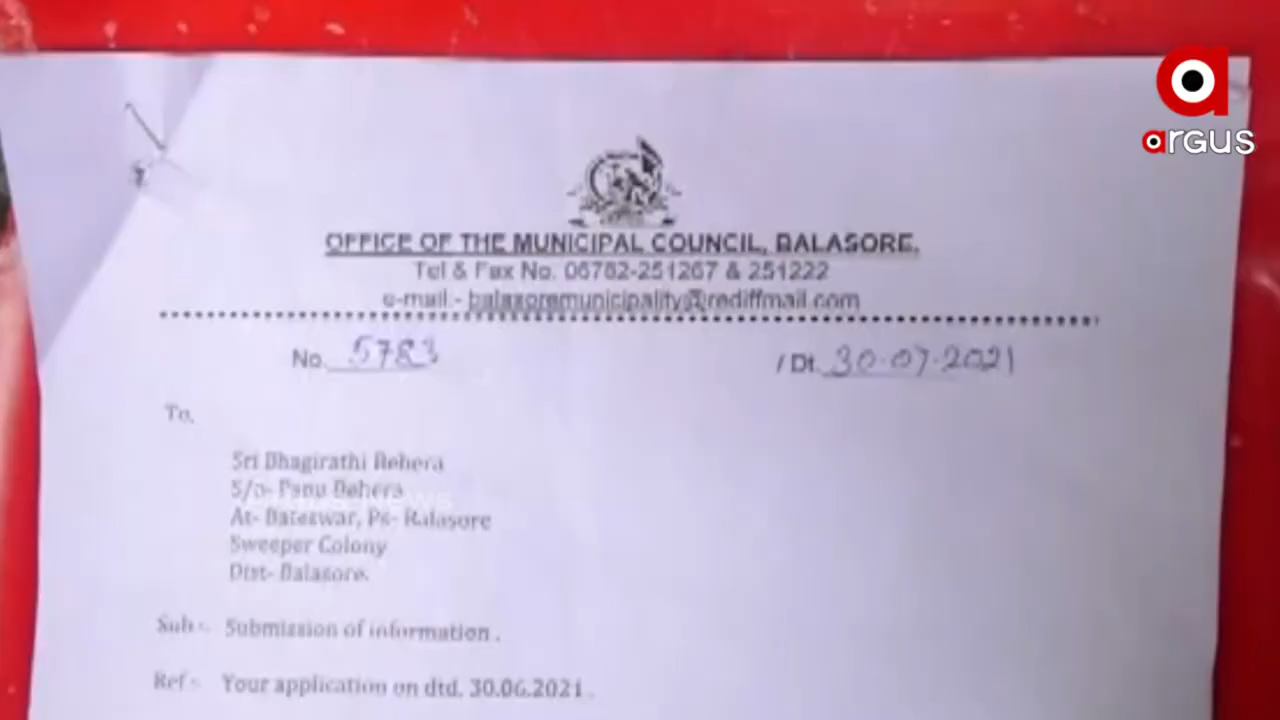 argus
OFFICE OF THE MUNICIPAL COUNCIL, BALASORE.
Tel & Fax No. 06782-251267 & 251222
e-mail:- balasoremunicipality@rediffmail.com
No. 5783 / Dt. 30.07.2021
To,
Sri Bhagirathi Behera
S/o- Panu Behera
At- Bateswar, Ps- Balasore
Sweeper Colony
Dist- Balasore.
Sub:- Submission of information .
Ref:- Your application on dtd. 30.06.2021 .